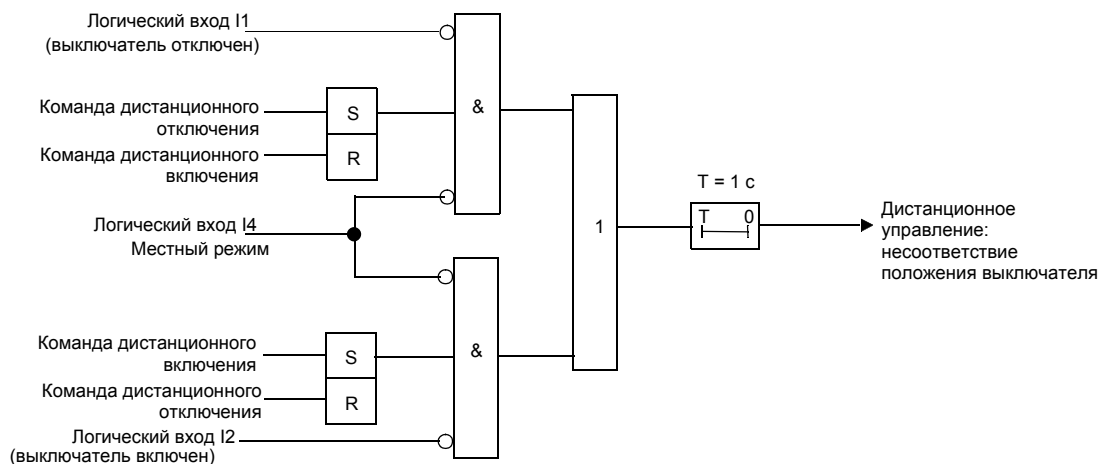 Логический вход I1
(выключатель отключен)
Команда дистанционного
отключения
S
&
Команда дистанционного
включения
R
T = 1 с
Логический вход I4
Местный режим
1
T 0
Дистанционное
управление:
несоответствие
положения выключателя
Команда дистанционного
включения
S
&
Команда дистанционного
отключения
R
Логический вход I2
(выключатель включен)